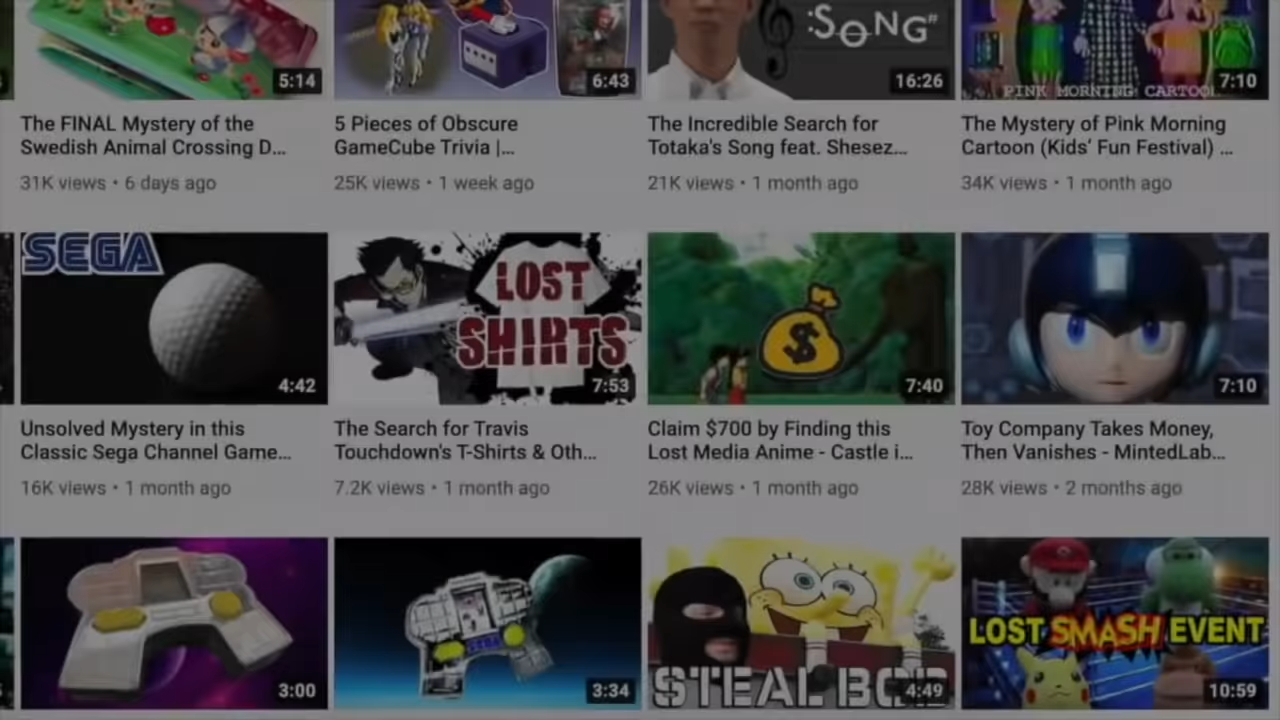 :SONG"
PINK MORNING CARTOO
5:14
6:43
16:26
7:10
The FINAL Mystery of the
Swedish Animal Crossing D...
31K views • 6 days ago
5 Pieces of Obscure
GameCube Trivia |...
25K views • 1 week ago
The Incredible Search for
Totaka's Song feat. Shesez...
21K views • 1 month ago
The Mystery of Pink Morning
Cartoon (Kids' Fun Festival) ...
34K views • 1 month ago
SEGA
4:42
LOST
SHIRTS
7:53
$
7:40
7:10
Unsolved Mystery in this
Classic Sega Channel Game...
16K views • 1 month ago
The Search for Travis
Touchdown's T-Shirts & Oth...
7.2K views • 1 month ago
Claim $700 by Finding this
Lost Media Anime - Castle i...
26K views • 1 month ago
Toy Company Takes Money,
Then Vanishes - MintedLab...
28K views • 2 months ago
3:00
SEGA
3:34
STEAL BOB
4:49
LOST SMASH EVENT
10:59